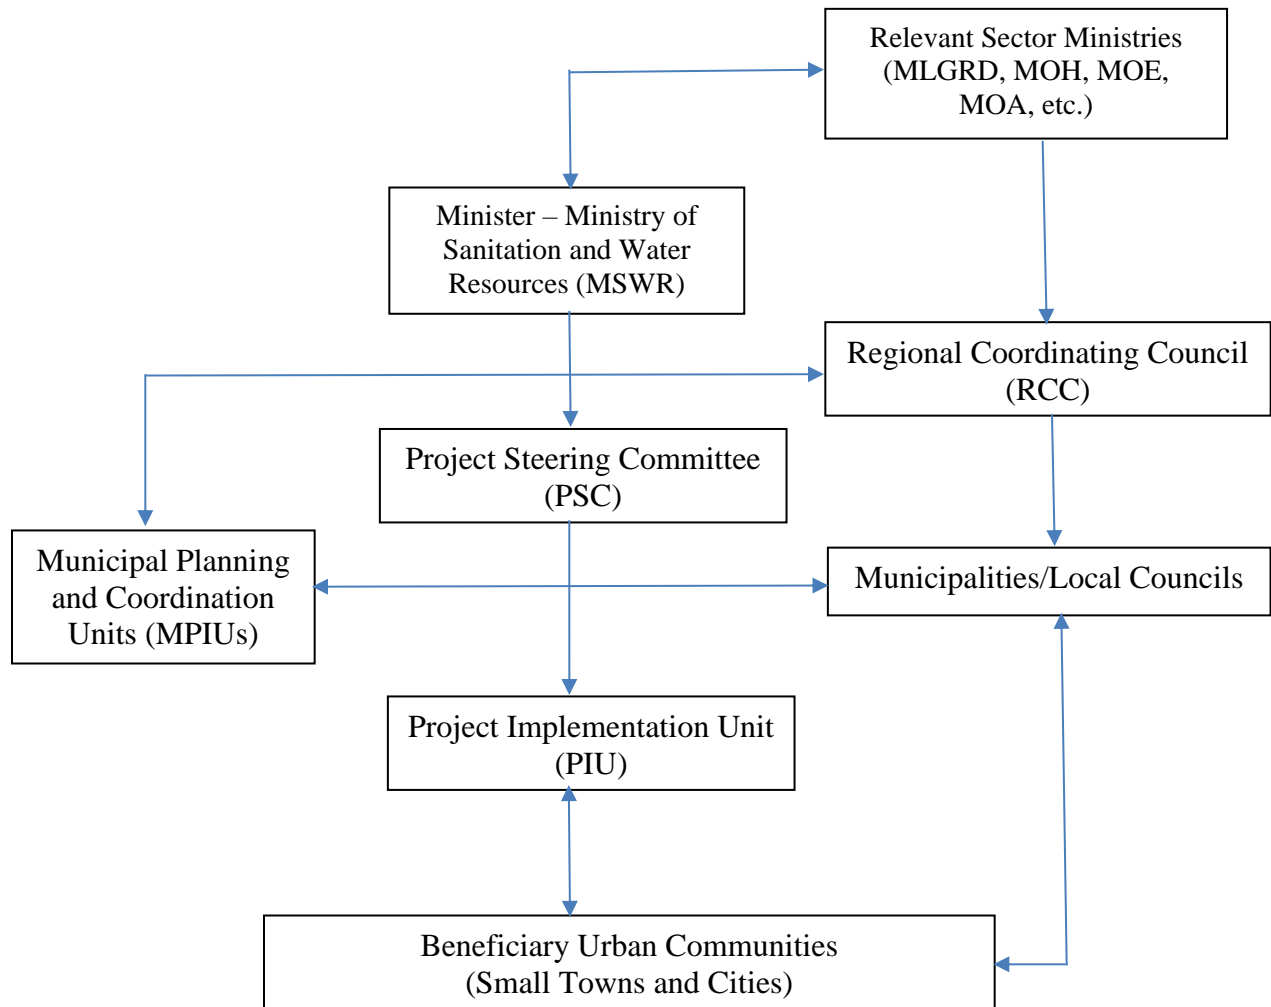 Relevant Sector Ministries
(MLGRD, MOH, MOE,
MOA, etc.)
Minister – Ministry of
Sanitation and Water
Resources (MSWR)
Regional Coordinating Council
(RCC)
Project Steering Committee
(PSC)
Municipal Planning
and Coordination
Units (MPIUs)
Municipalities/Local Councils
Project Implementation Unit
(PIU)
Beneficiary Urban Communities
(Small Towns and Cities)